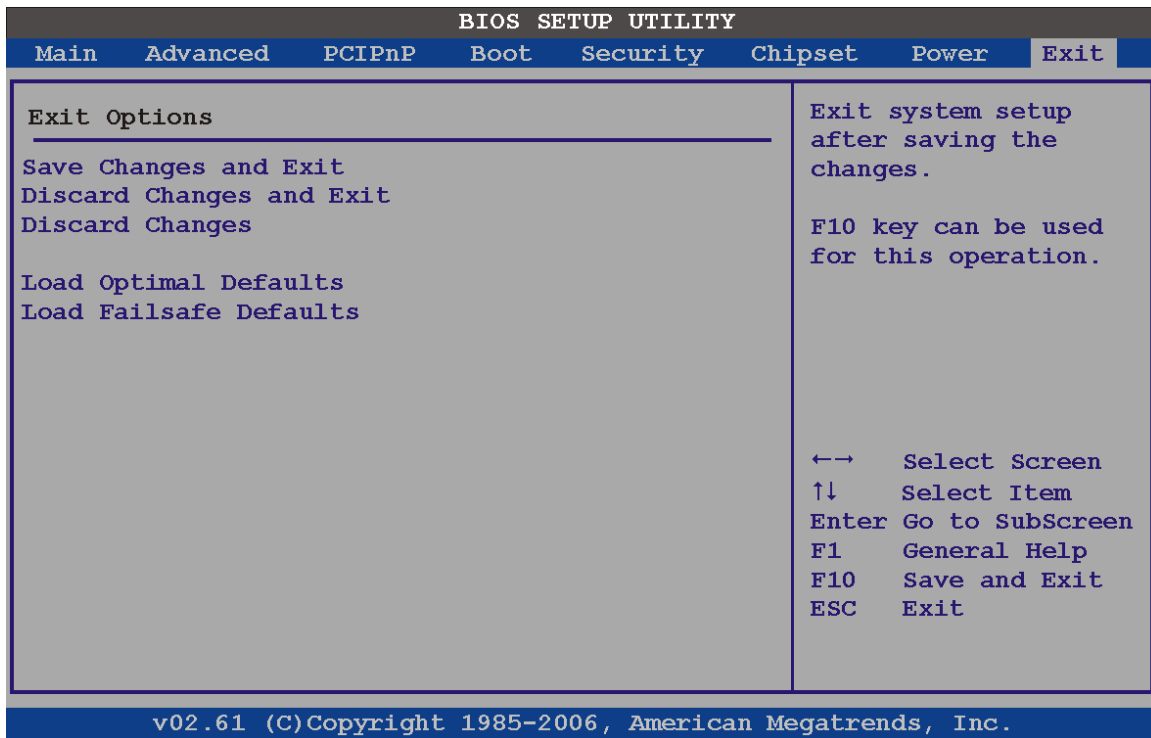 BIOS SETUP UTILITY
Main Advanced PCIPnP Boot Security Chipset Power Exit
Exit Options
Save Changes and Exit
Discard Changes and Exit
Discard Changes
Load Optimal Defaults
Load Failsafe Defaults
Exit system setup
after saving the
changes.
F10 key can be used
for this operation.
←→ Select Screen
↑↓ Select Item
Enter Go to SubScreen
F1 General Help
F10 Save and Exit
ESC Exit
v02.61 (C)Copyright 1985-2006, American Megatrends, Inc.